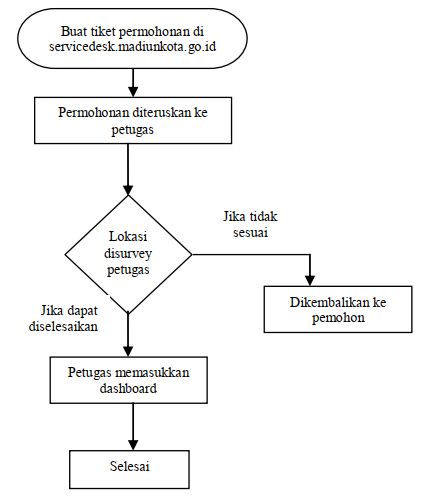 Buat tiket permohonan di
servicedesk.madiunkota.go.id
Permohonan diteruskan ke
petugas
Lokasi
disurvey
petugas
Jika tidak
sesuai
Dikembalikan ke
pemohon
Jika dapat
diselesaikan
Petugas memasukkan
dashboard
Selesai